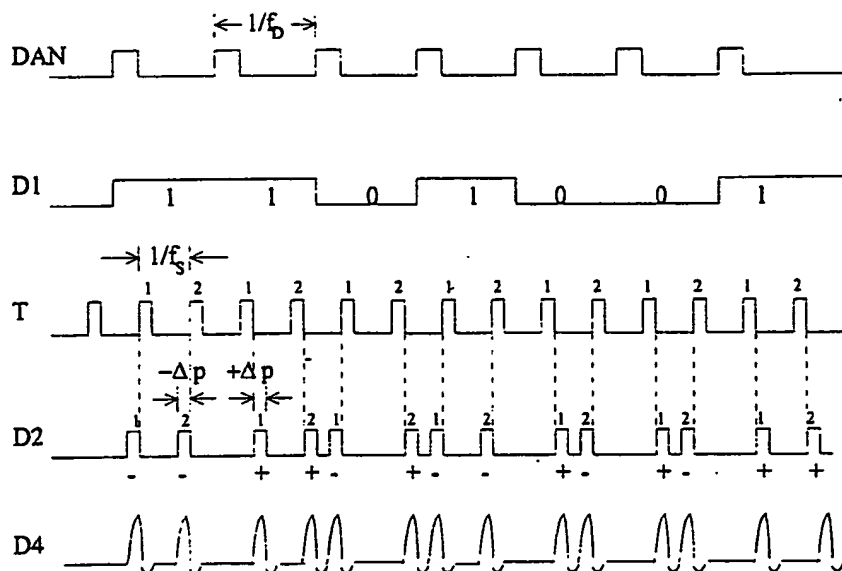 1/f_D
DAN
D1 1 1 0 1 0 0 1
1/f_S
1 2 1 2 1 2 1 2 1 2 1 2 1 2
T
-Δp +Δp
1 2 1 2 1 2 1 2 1 2 1 2 1 2
D2
- - + + - + - - + - + - + +
D4